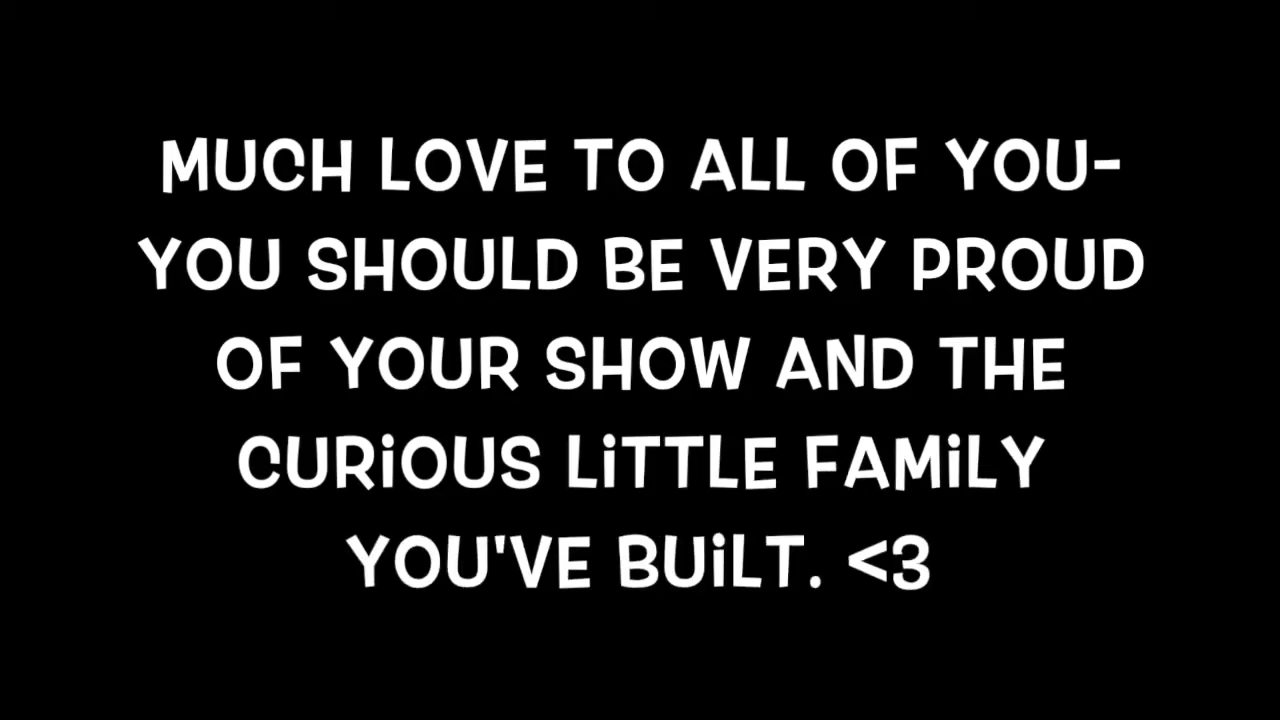 MUCH LOVE TO ALL OF YOU-
YOU SHOULD BE VERY PROUD
OF YOUR SHOW AND THE
CURiOUS LiTTLE FAMiLY
YOU'VE BUiLT. <3